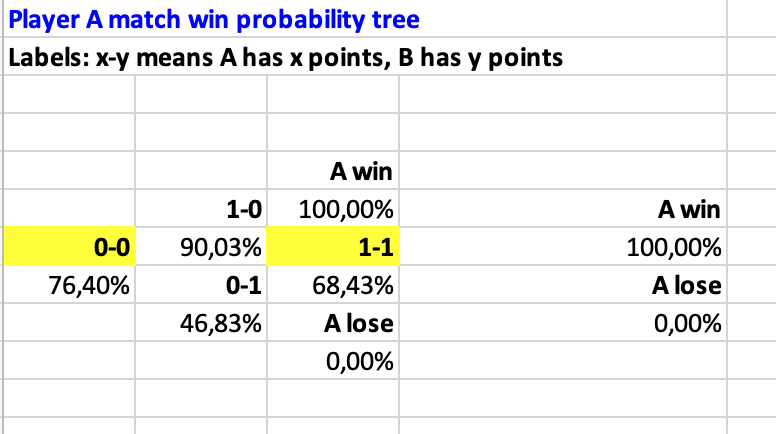 Player A match win probability tree
Labels: x-y means A has x points, B has y points
A win
1-0 100,00% A win
0-0 90,03% 1-1 100,00%
76,40% 0-1 68,43% A lose
46,83% A lose 0,00%
0,00%